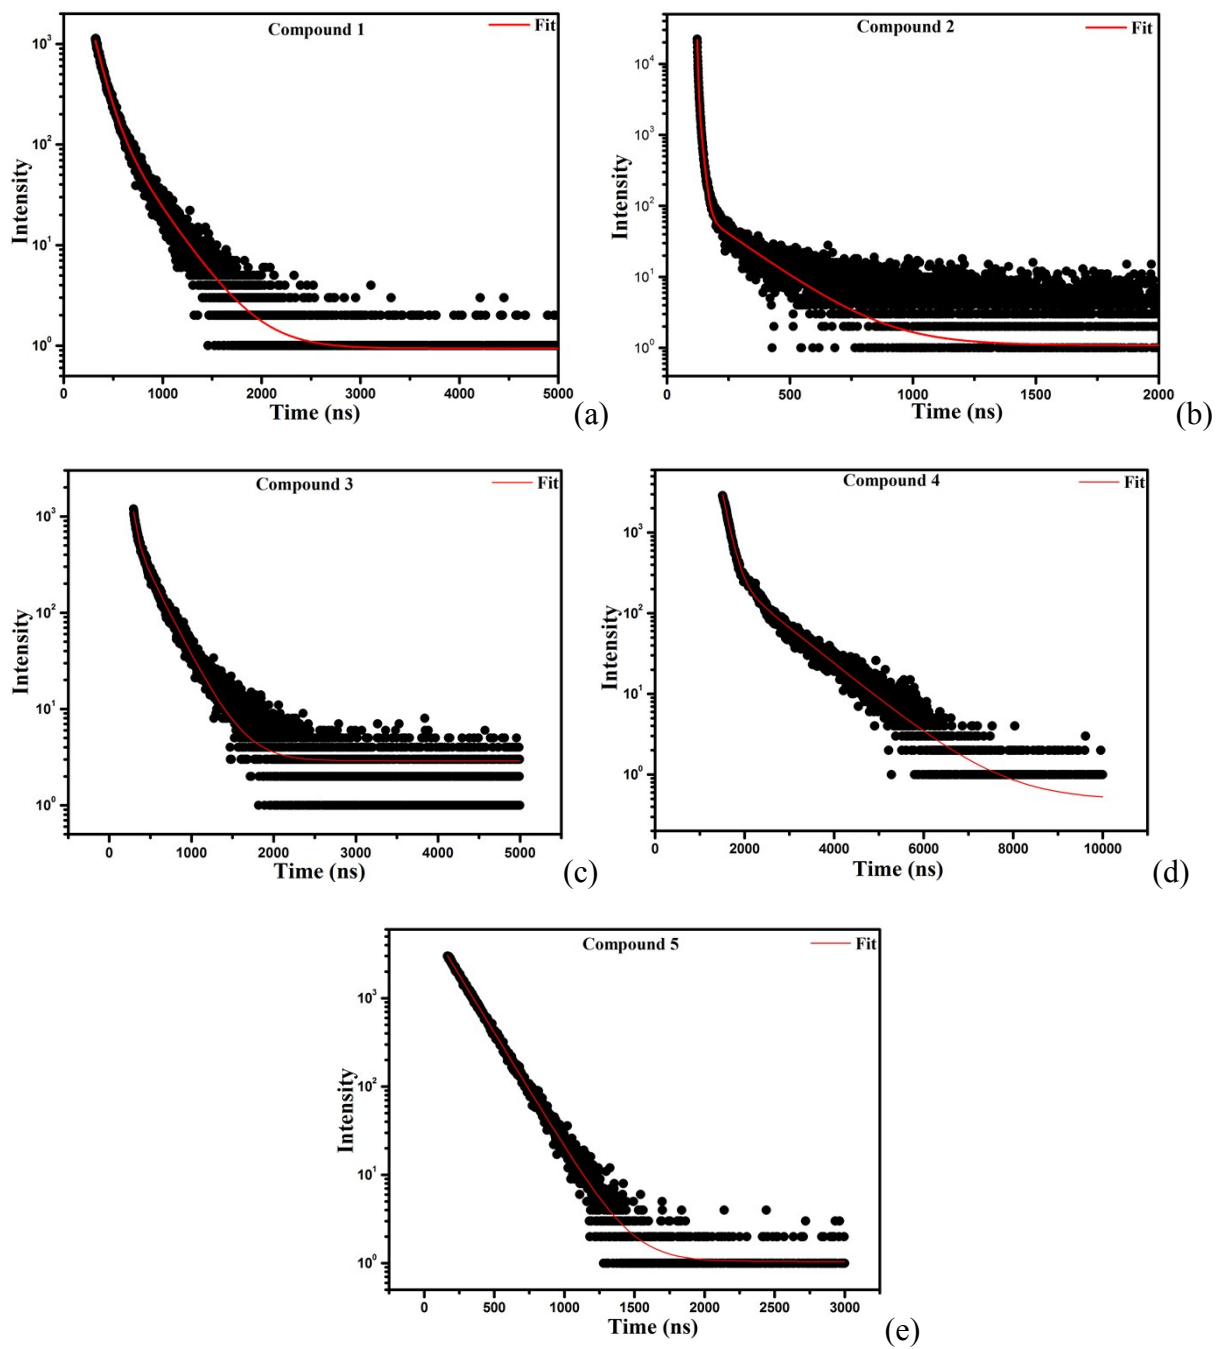 Compound 1
Fit
10³
10²
10¹
10⁰
Intensity
0 1000 2000 3000 4000 5000
Time (ns)
(a)
Compound 2
Fit
10⁴
10³
10²
10¹
10⁰
Intensity
0 500 1000 1500 2000
Time (ns)
(b)
Compound 3
Fit
10³
10²
10¹
10⁰
Intensity
0 1000 2000 3000 4000 5000
Time (ns)
(c)
Compound 4
Fit
10³
10²
10¹
10⁰
Intensity
0 2000 4000 6000 8000 10000
Time (ns)
(d)
Compound 5
Fit
10³
10²
10¹
10⁰
Intensity
0 500 1000 1500 2000 2500 3000
Time (ns)
(e)